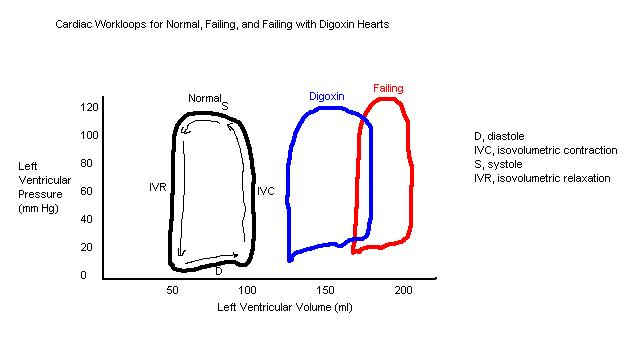 Cardiac Workloops for Normal, Failing, and Failing with Digoxin Hearts
Failing
Normal
Digoxin
S
120
100
80
60
40
20
0
Left
Ventricular
Pressure
(mm Hg)
IVR
IVC
D
D, diastole
IVC, isovolumetric contraction
S, systole
IVR, isovolumetric relaxation
50
100
150
200
Left Ventricular Volume (ml)